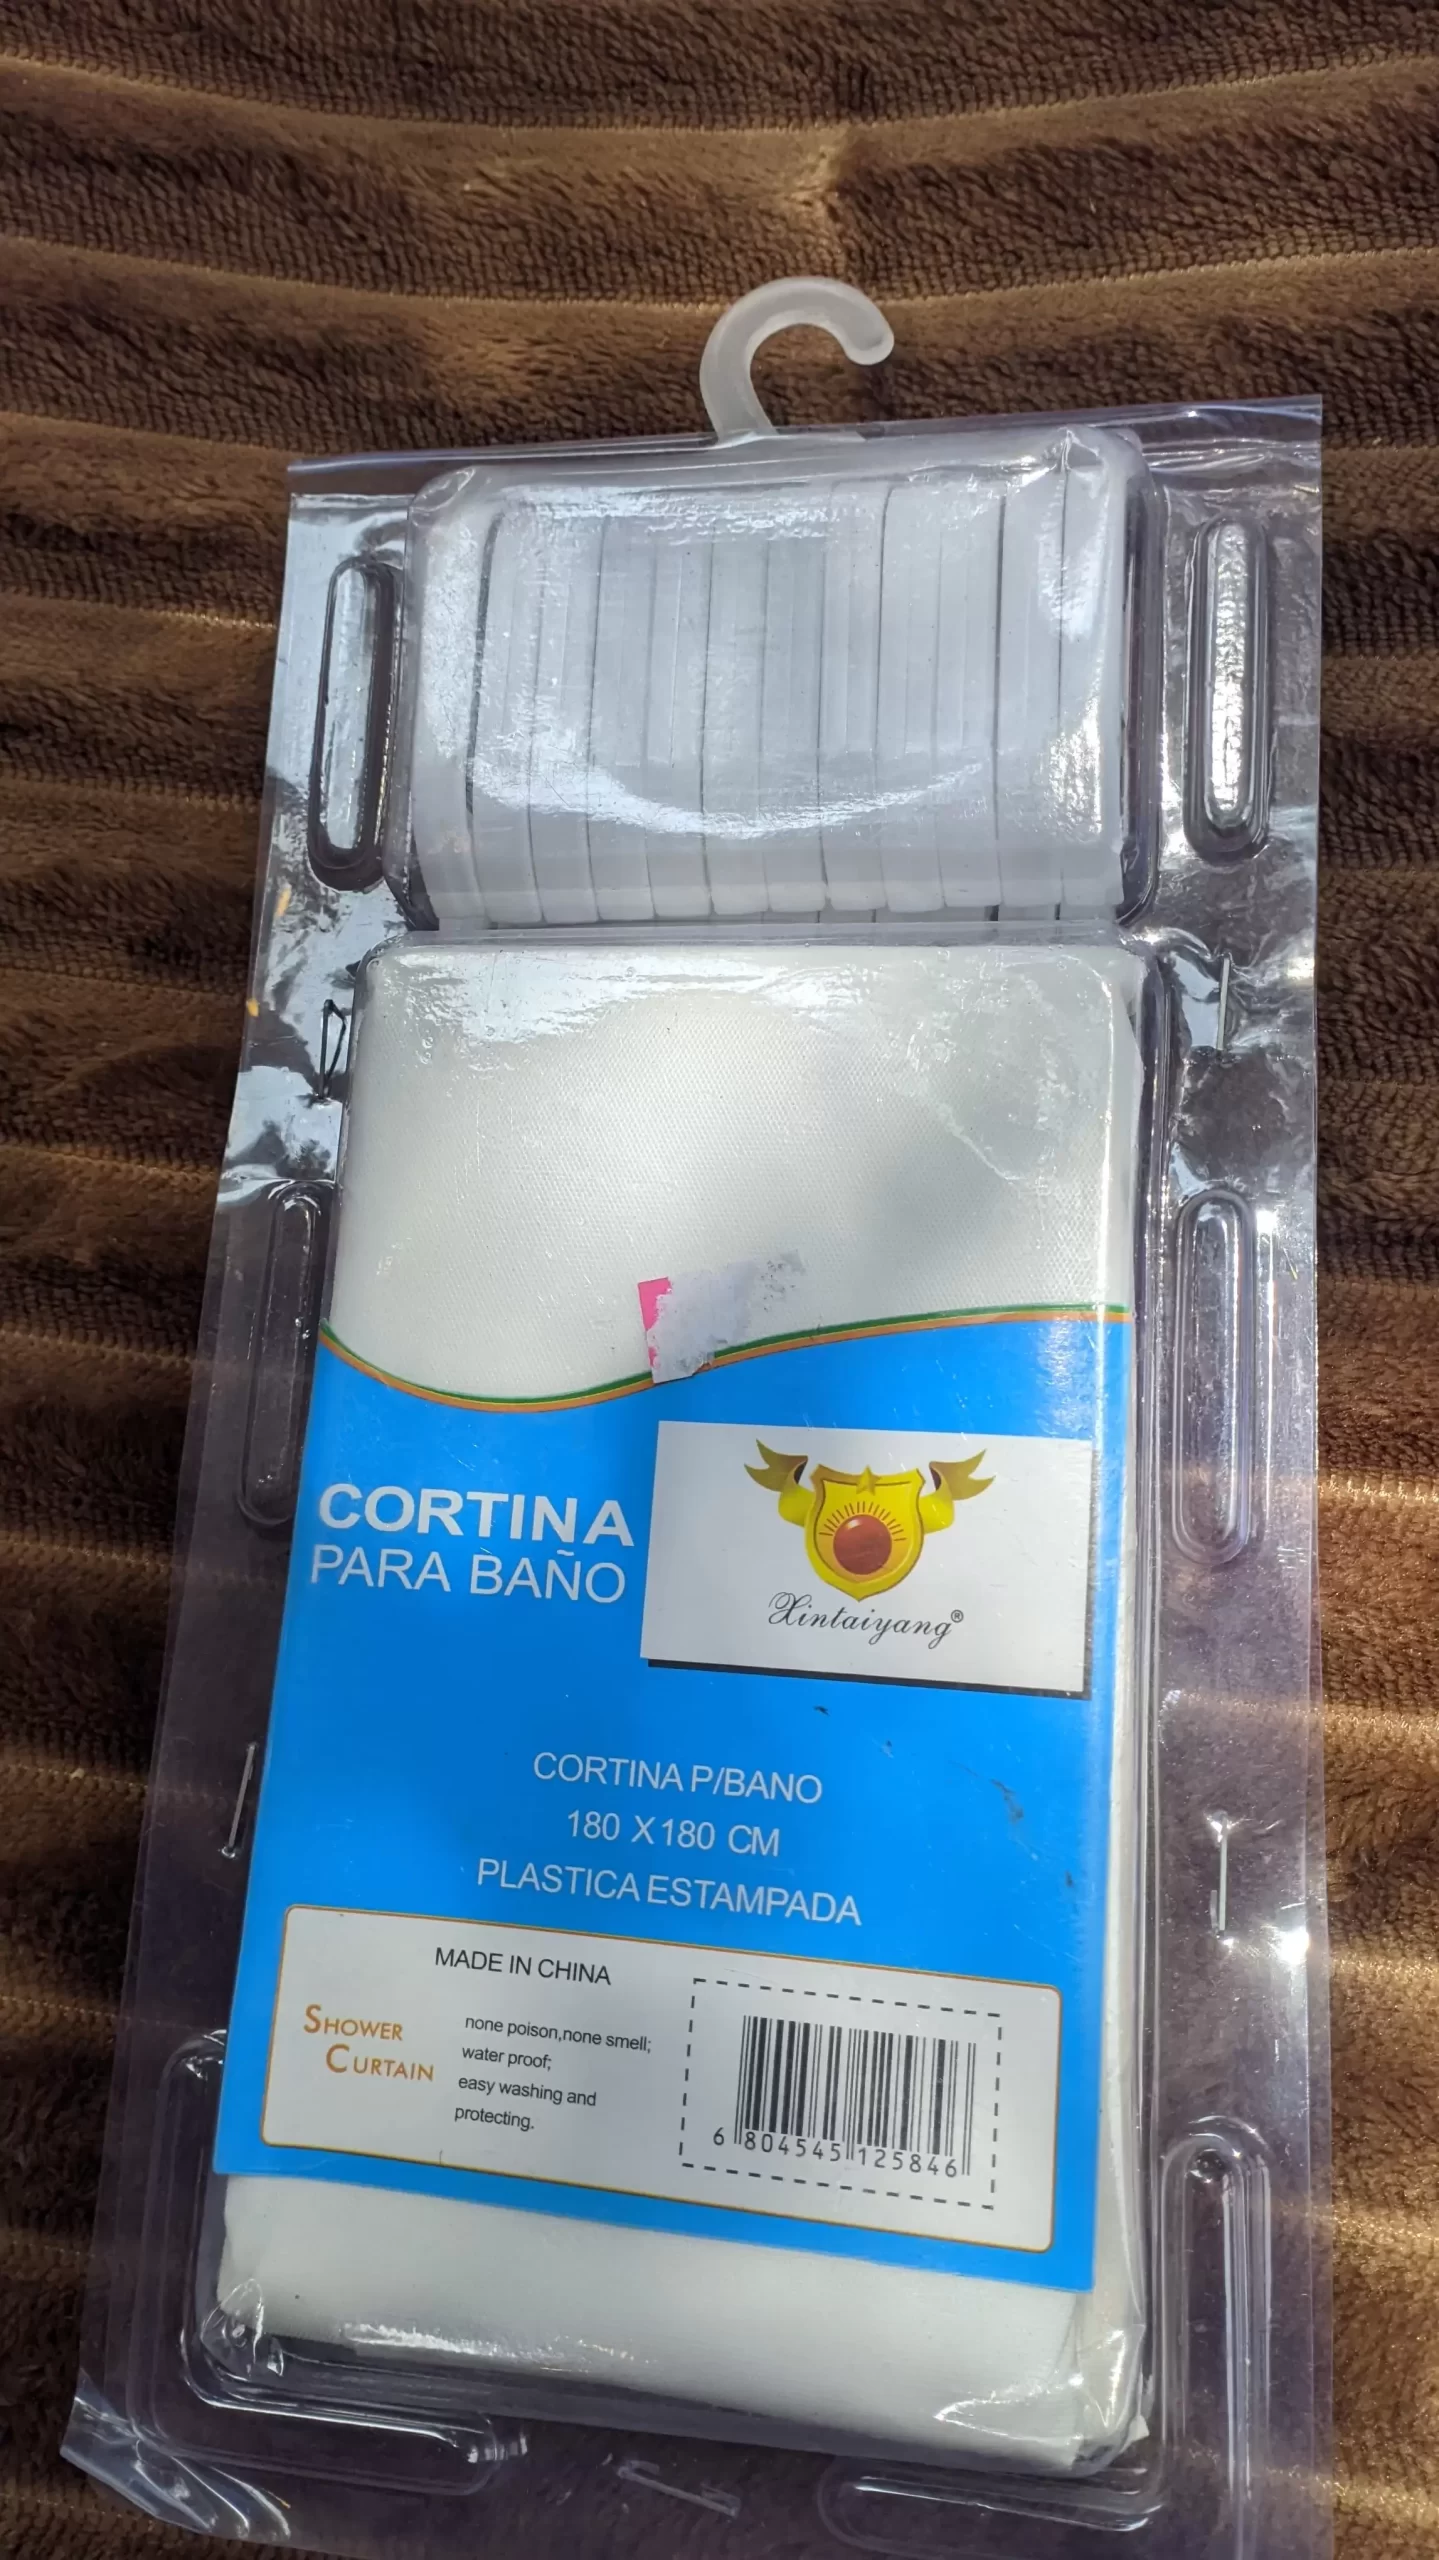 CORTINA
PARA BAÑO
Xintaiyang®
CORTINA P/BANO
180 X 180 CM
PLASTICA ESTAMPADA
MADE IN CHINA
SHOWER
CURTAIN
none poison,none smell;
water proof;
easy washing and
protecting.
6 804545 125846